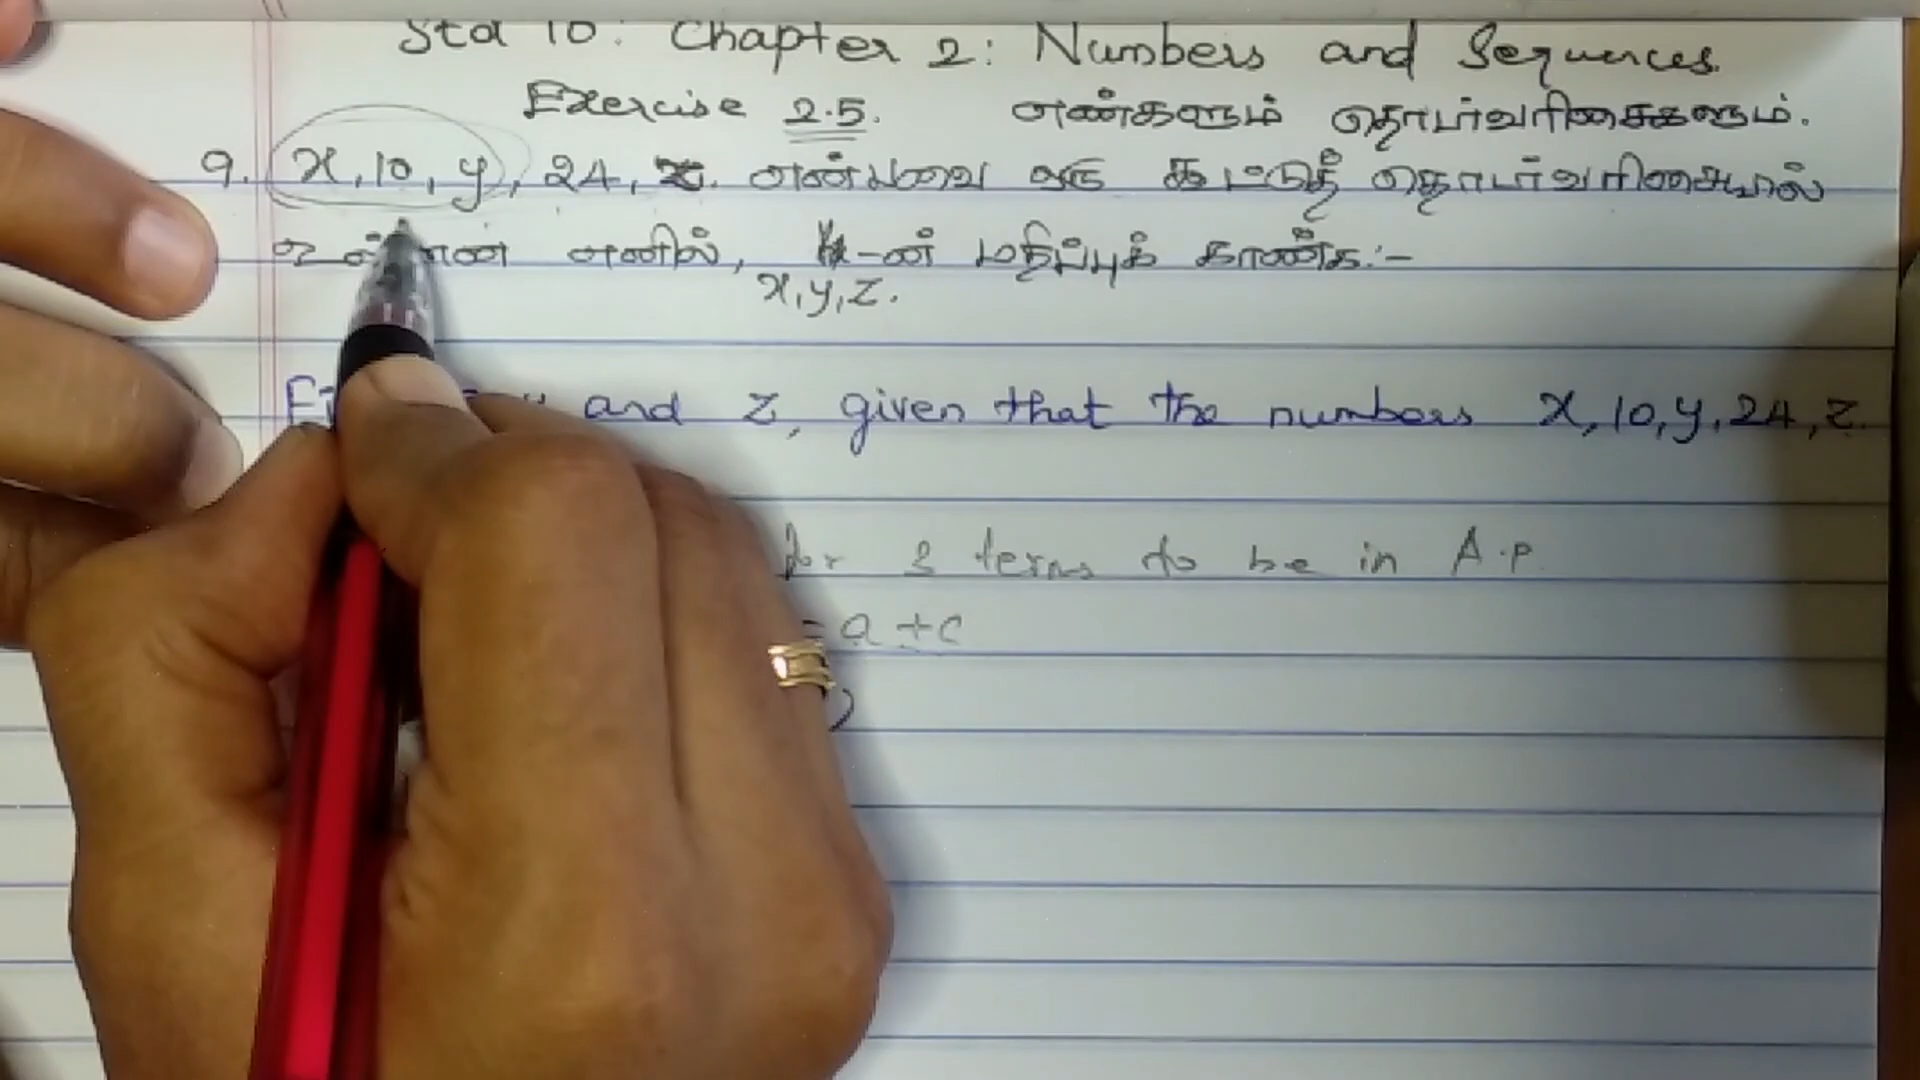 Std 10: Chapter 2: Numbers and Sequences.
Exercise 2.5. எண்களும் தொடர்வரிசைகளும்.
9. x, 10, y, 24, z. என்பவை ஒரு கூட்டுத் தொடர்வரிசையில்
எனில், -ன் மதிப்புக் காண்க:-
x, y, z.
and z, given that the numbers x, 10, y, 24, z.
for 3 terms to be in A.P
= a + c